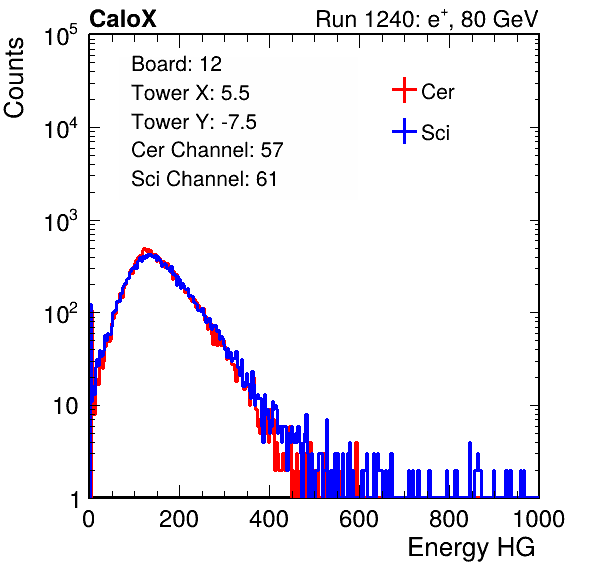 CaloX Run 1240: e⁺, 80 GeV
Counts
Board: 12
Tower X: 5.5
Tower Y: -7.5
Cer Channel: 57
Sci Channel: 61
Cer
Sci
10⁵
10⁴
10³
10²
10
1
0 200 400 600 800 1000
Energy HG